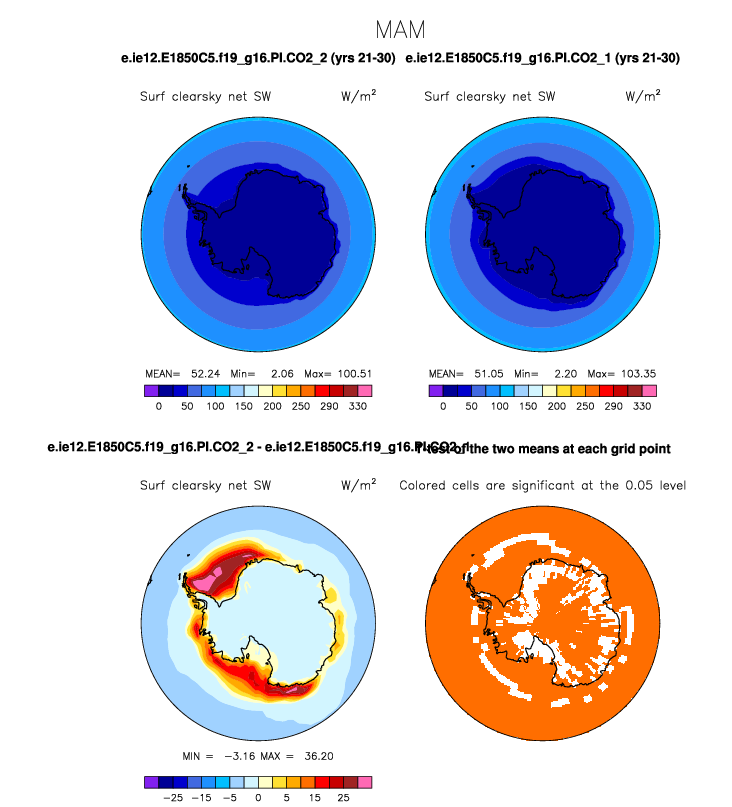 MAM
e.ie12.E1850C5.f19_g16.PI.CO2_2 (yrs 21-30) e.ie12.E1850C5.f19_g16.PI.CO2_1 (yrs 21-30)
Surf clearsky net SW W/m² Surf clearsky net SW W/m²
MEAN= 52.24 Min= 2.06 Max= 100.51 MEAN= 51.05 Min= 2.20 Max= 103.35
0 50 100 150 200 250 290 330 0 50 100 150 200 250 290 330
e.ie12.E1850C5.f19_g16.PI.CO2_2 - e.ie12.E1850C5.f19_g16.PI.CO2_1 T-test of the two means at each grid point
Surf clearsky net SW W/m² Colored cells are significant at the 0.05 level
MIN = −3.16 MAX = 36.20
−25 −15 −5 0 5 15 25